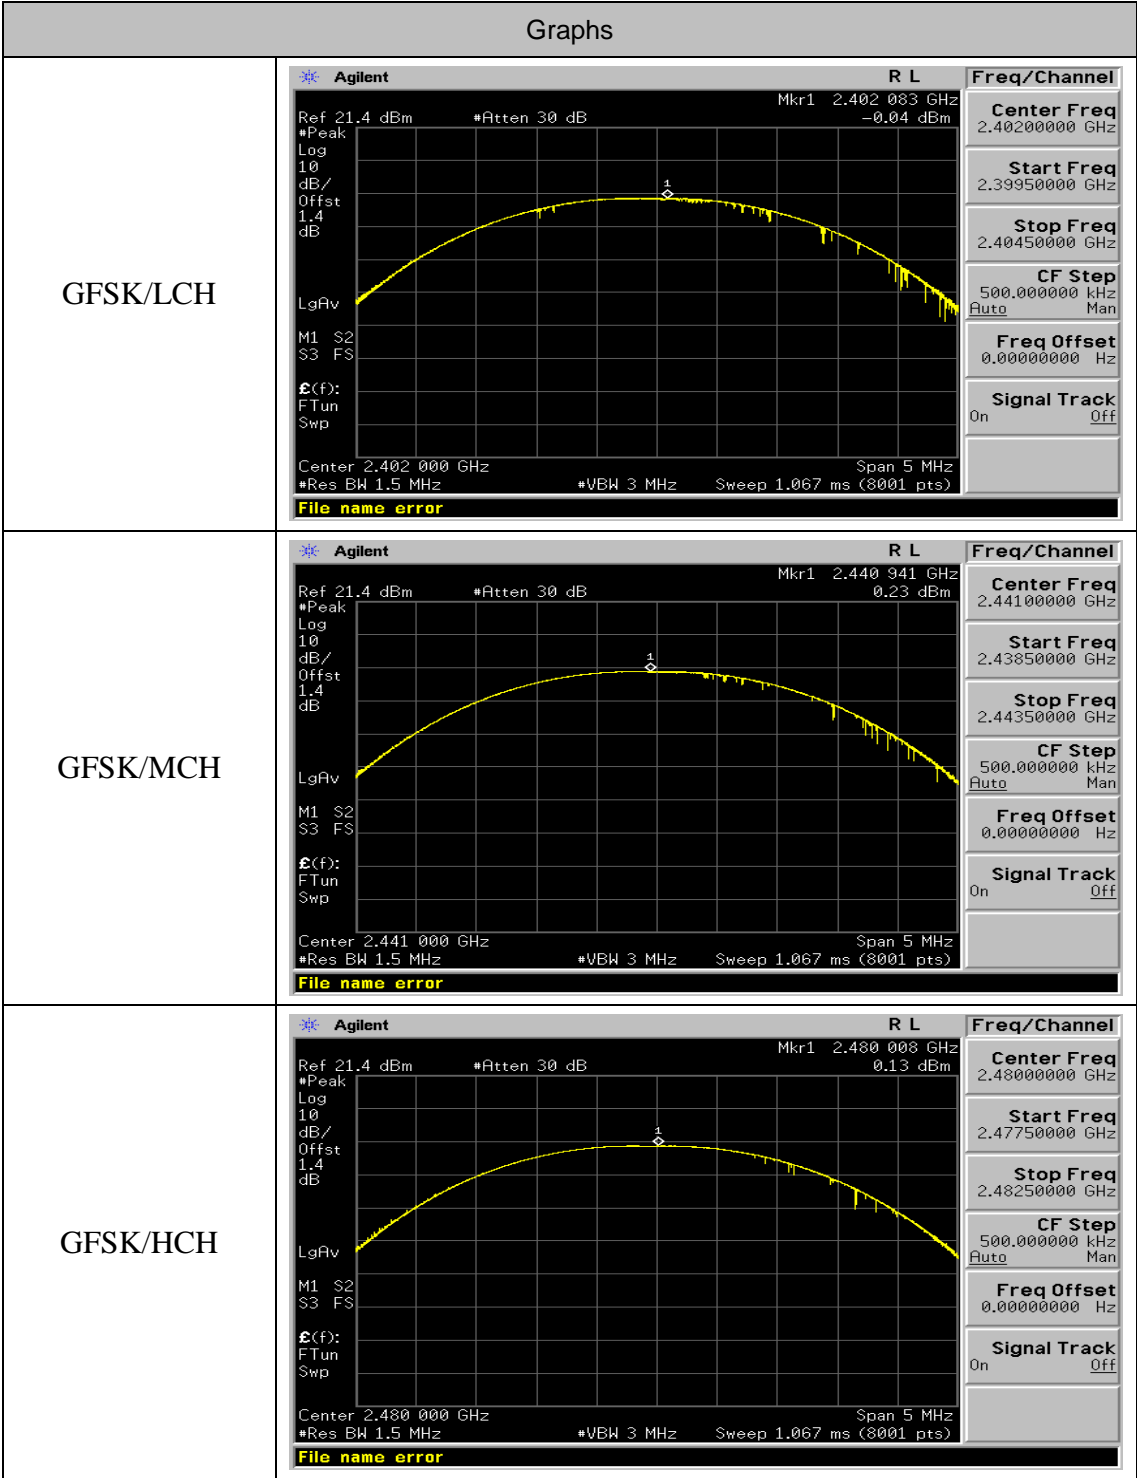 Graphs
GFSK/LCH
Agilent R L Freq/Channel
Mkr1 2.402 083 GHz
Ref 21.4 dBm #Atten 30 dB -0.04 dBm
#Peak
Log
10
dB/
Offst
1.4
dB
LgAv
M1 S2
S3 FS
£(f):
FTun
Swp
1
Center 2.402 000 GHz Span 5 MHz
#Res BW 1.5 MHz #VBW 3 MHz Sweep 1.067 ms (8001 pts)
File name error
Center Freq
2.40200000 GHz
Start Freq
2.39950000 GHz
Stop Freq
2.40450000 GHz
CF Step
500.000000 kHz
Auto Man
Freq Offset
0.00000000 Hz
Signal Track
On Off
GFSK/MCH
Agilent R L Freq/Channel
Mkr1 2.440 941 GHz
Ref 21.4 dBm #Atten 30 dB 0.23 dBm
#Peak
Log
10
dB/
Offst
1.4
dB
LgAv
M1 S2
S3 FS
£(f):
FTun
Swp
1
Center 2.441 000 GHz Span 5 MHz
#Res BW 1.5 MHz #VBW 3 MHz Sweep 1.067 ms (8001 pts)
File name error
Center Freq
2.44100000 GHz
Start Freq
2.43850000 GHz
Stop Freq
2.44350000 GHz
CF Step
500.000000 kHz
Auto Man
Freq Offset
0.00000000 Hz
Signal Track
On Off
GFSK/HCH
Agilent R L Freq/Channel
Mkr1 2.480 008 GHz
Ref 21.4 dBm #Atten 30 dB 0.13 dBm
#Peak
Log
10
dB/
Offst
1.4
dB
LgAv
M1 S2
S3 FS
£(f):
FTun
Swp
1
Center 2.480 000 GHz Span 5 MHz
#Res BW 1.5 MHz #VBW 3 MHz Sweep 1.067 ms (8001 pts)
File name error
Center Freq
2.48000000 GHz
Start Freq
2.47750000 GHz
Stop Freq
2.48250000 GHz
CF Step
500.000000 kHz
Auto Man
Freq Offset
0.00000000 Hz
Signal Track
On Off